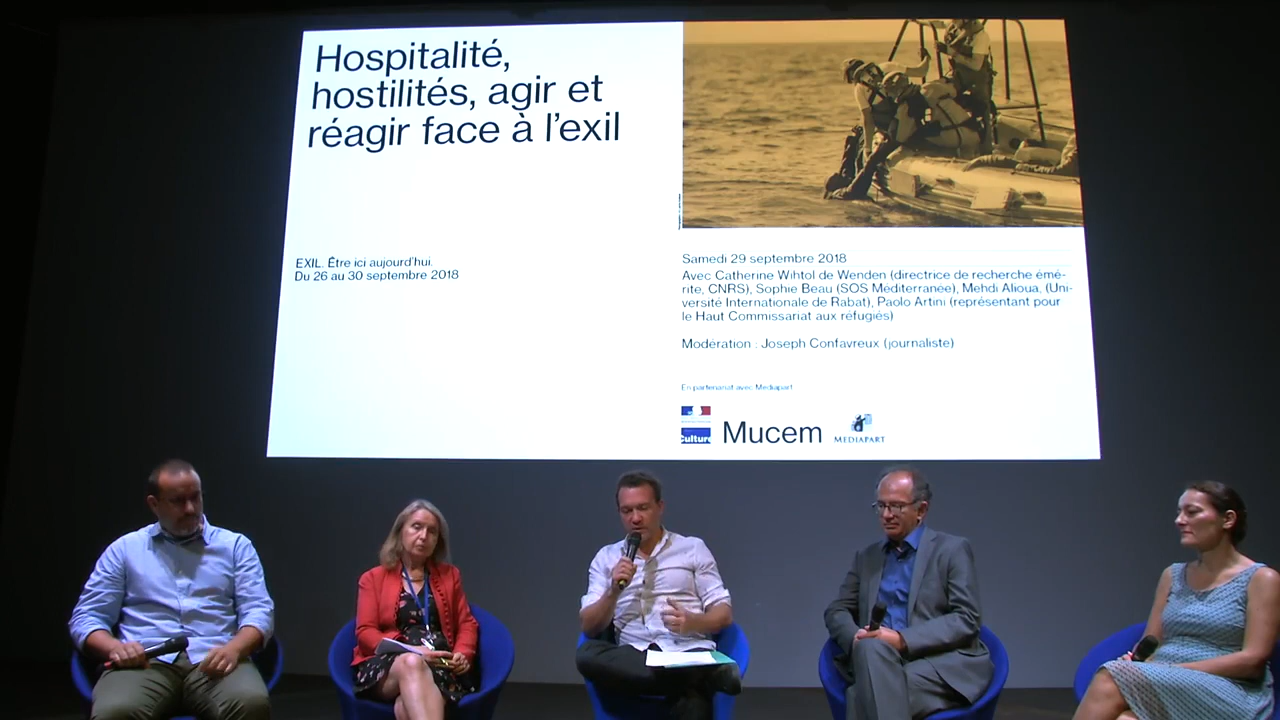 Hospitalité,
hostilités, agir et
réagir face à l'exil
EXIL. Être ici aujourd'hui.
Du 26 au 30 septembre 2018
Samedi 29 septembre 2018
Avec Catherine Wihtol de Wenden (directrice de recherche émé-
rite, CNRS), Sophie Beau (SOS Méditerranée), Mehdi Alioua, (Uni-
versité Internationale de Rabat), Paolo Artini (représentant pour
le Haut Commissariat aux réfugiés)
Modération : Joseph Confavreux (journaliste)
En partenariat avec Mediapart
Culture
Mucem
MEDIAPART